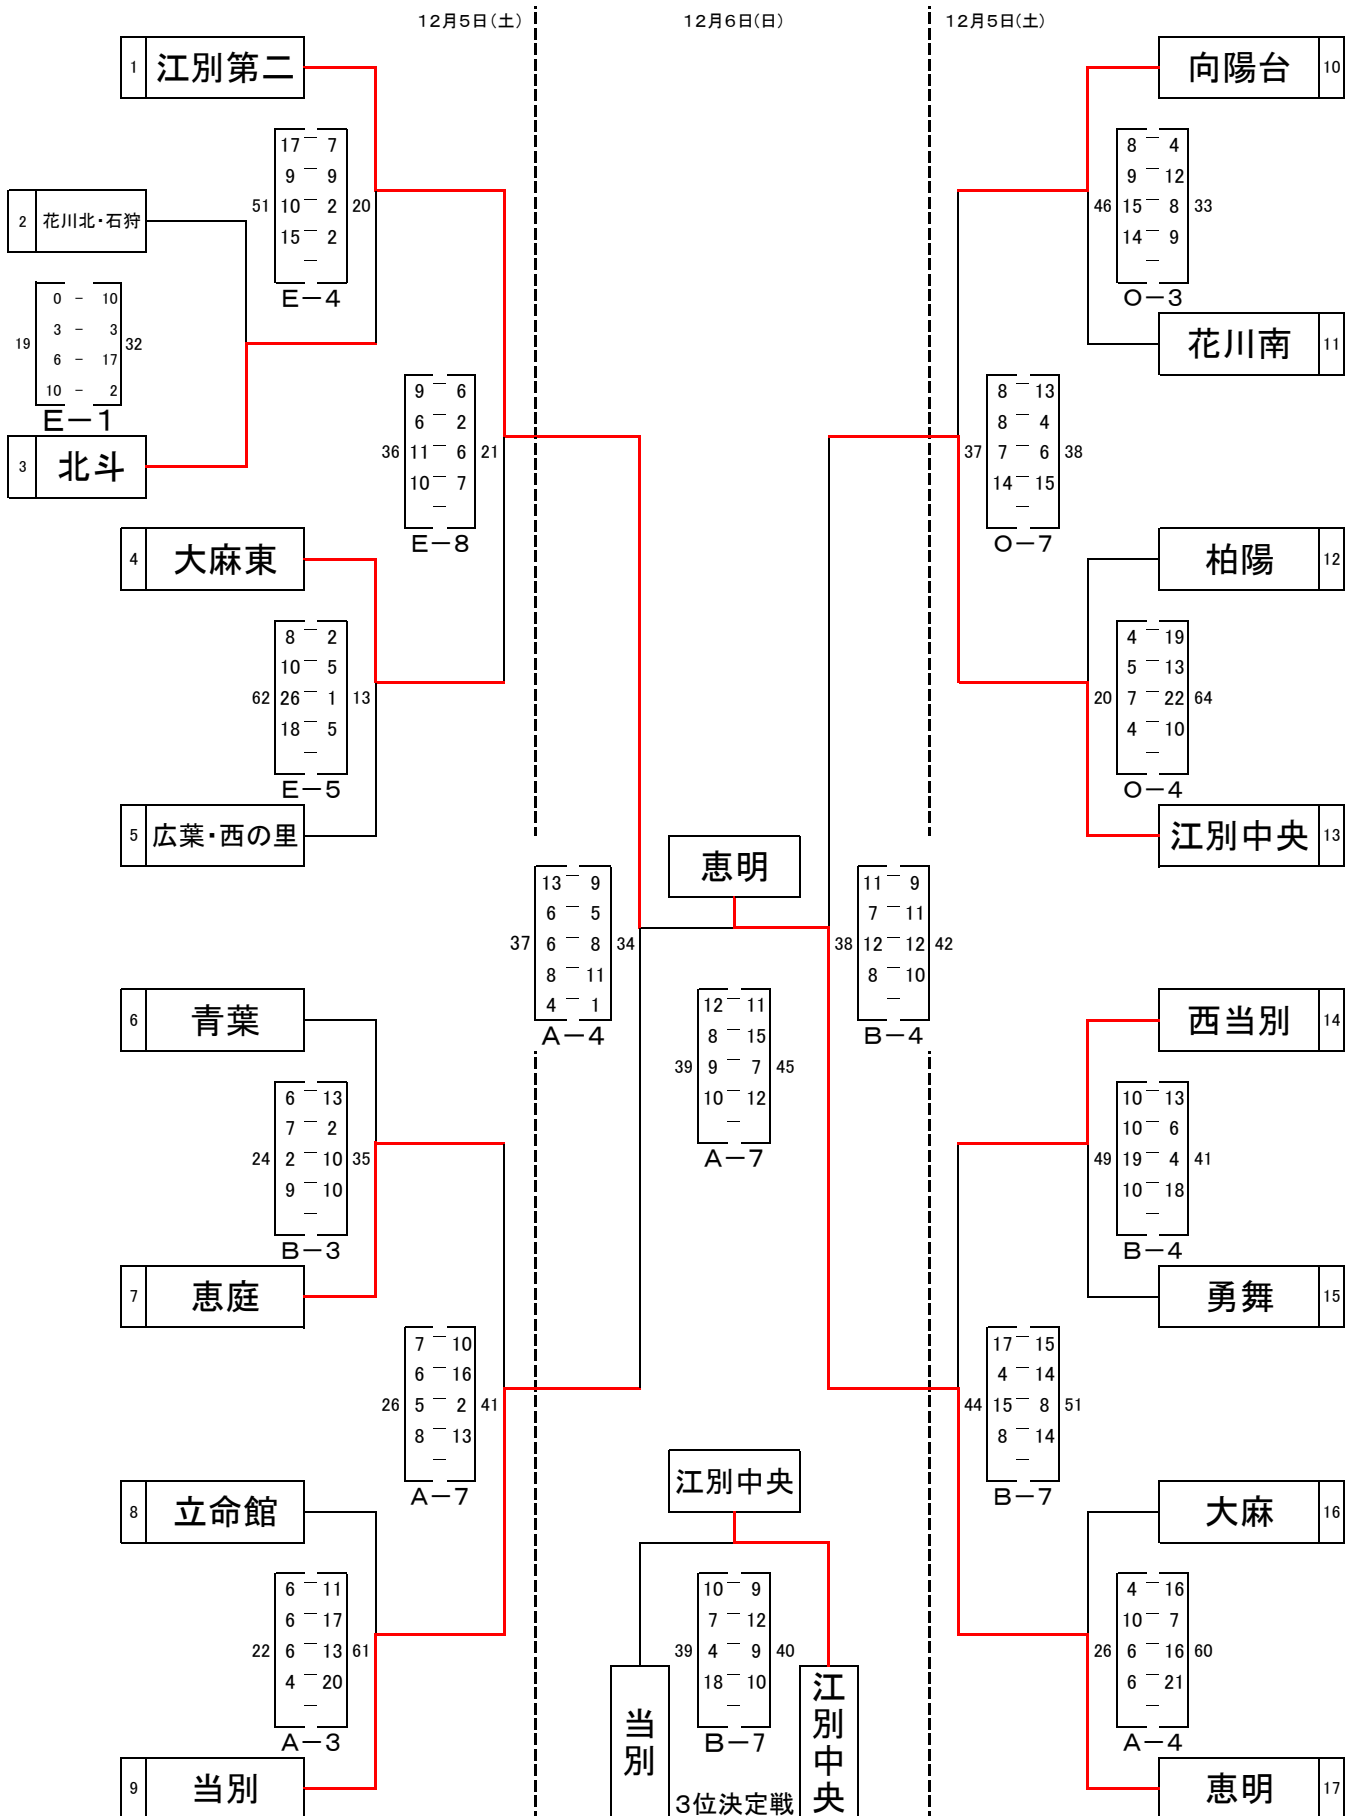 12月5日(土)
12月6日(日)
12月5日(土)
1 江別第二
17 － 7
9 － 9
51 10 － 2 20
15 － 2
－
E－4
2 花川北・石狩
0 － 10
3 － 3
19 32
6 － 17
10 － 2
E－1
3 北斗
9 － 6
6 － 2
36 11 － 6 21
10 － 7
－
E－8
4 大麻東
8 － 2
10 － 5
62 26 － 1 13
18 － 5
－
E－5
5 広葉・西の里
13 － 9
6 － 5
37 6 － 8 34
8 － 11
4 － 1
A－4
6 青葉
6 － 13
7 － 2
24 2 － 10 35
9 － 10
－
B－3
7 恵庭
7 － 10
6 － 16
26 5 － 2 41
8 － 13
－
A－7
8 立命館
6 － 11
6 － 17
22 6 － 13 61
4 － 20
－
A－3
9 当別
恵明
12 － 11
8 － 15
39 9 － 7 45
10 － 12
－
A－7
江別中央
10 － 9
7 － 12
39 4 － 9 40
18 － 10
－
B－7
当別
江別中央
3位決定戦
向陽台 10
8 － 4
9 － 12
46 15 － 8 33
14 － 9
－
O－3
花川南 11
8 － 13
8 － 4
37 7 － 6 38
14 － 15
－
O－7
柏陽 12
4 － 19
5 － 13
20 7 － 22 64
4 － 10
－
O－4
江別中央 13
11 － 9
7 － 11
38 12 － 12 42
8 － 10
－
B－4
西当別 14
10 － 13
10 － 6
49 19 － 4 41
10 － 18
－
B－4
勇舞 15
17 － 15
4 － 14
44 15 － 8 51
8 － 14
－
B－7
大麻 16
4 － 16
10 － 7
26 6 － 16 60
6 － 21
－
A－4
恵明 17